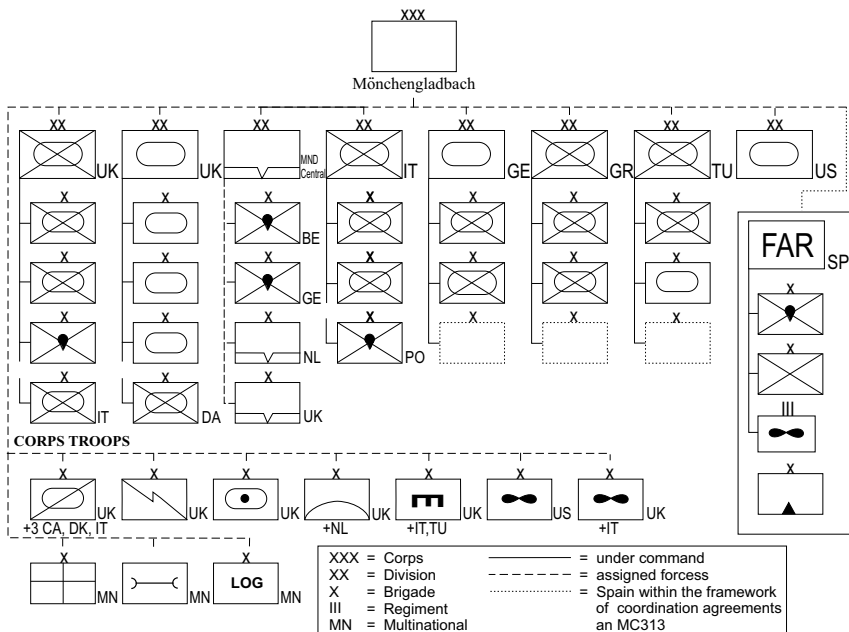 XXX
Mönchengladbach
XX XX XX XX XX XX XX XX
UK UK MND Central IT GE GR TU US
X X X X X X X
BE
FAR
SP
X X X X X X X
GE
X
X X X X X X X
NL PO
X
X X X
IT DA UK
III
CORPS TROOPS
X X X X X X X
X
UK UK UK UK UK US UK
+3 CA, DK, IT +NL +IT,TU +IT
X X
LOG
MN MN MN
XXX = Corps = under command
XX = Division = assigned forcess
X = Brigade = Spain within the framework
III = Regiment of coordination agreements
MN = Multinational an MC313